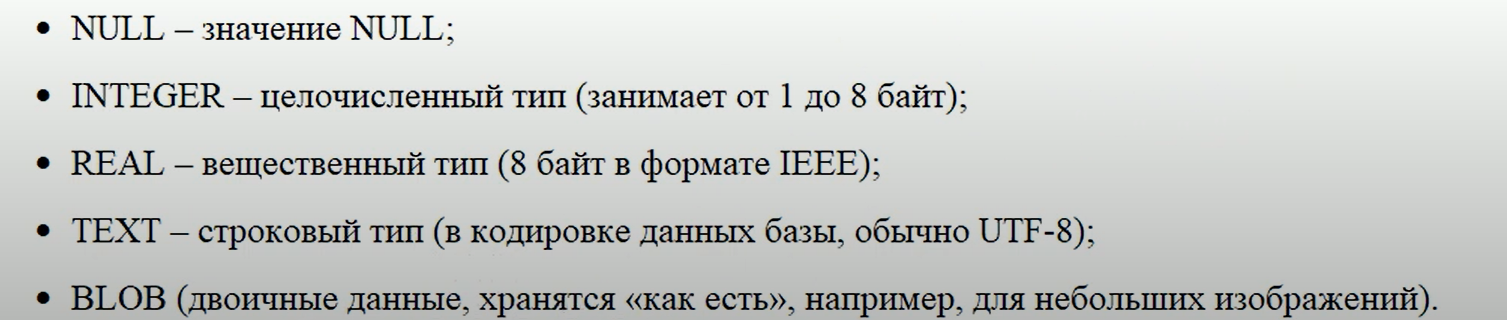 • NULL – значение NULL;
• INTEGER – целочисленный тип (занимает от 1 до 8 байт);
• REAL – вещественный тип (8 байт в формате IEEE);
• TEXT – строковый тип (в кодировке данных базы, обычно UTF-8);
• BLOB (двоичные данные, хранятся «как есть», например, для небольших изображений).